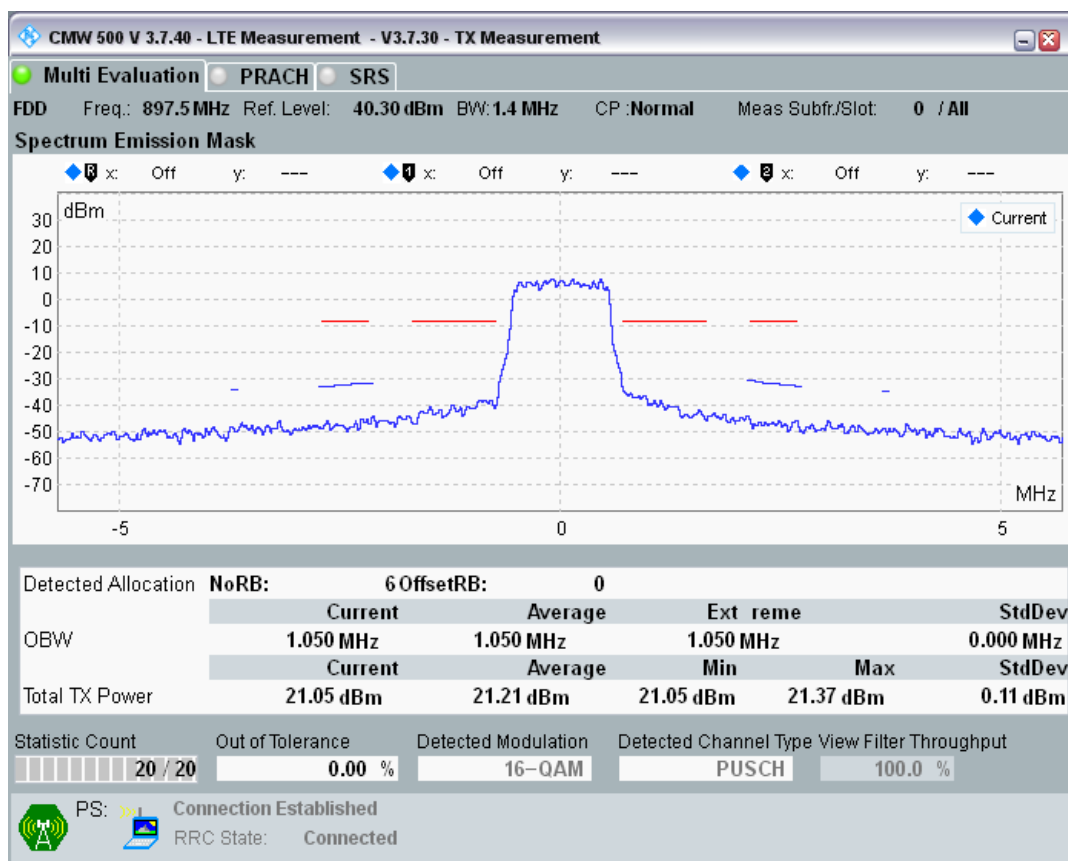 CMW 500 V 3.7.40 - LTE Measurement - V3.7.30 - TX Measurement
Multi Evaluation PRACH SRS
FDD Freq.: 897.5 MHz Ref. Level: 40.30 dBm BW: 1.4 MHz CP :Normal Meas Subfr./Slot: 0 / All
Spectrum Emission Mask
R x: Off y: --- 1 x: Off y: --- 2 x: Off y: ---
dBm
Current
30
20
10
0
-10
-20
-30
-40
-50
-60
-70
MHz
-5 0 5
Detected Allocation NoRB: 6 OffsetRB: 0
Current Average Ext reme StdDev
OBW 1.050 MHz 1.050 MHz 1.050 MHz 0.000 MHz
Current Average Min Max StdDev
Total TX Power 21.05 dBm 21.21 dBm 21.05 dBm 21.37 dBm 0.11 dBm
Statistic Count Out of Tolerance Detected Modulation Detected Channel Type View Filter Throughput
20 / 20 0.00 % 16-QAM PUSCH 100.0 %
PS: Connection Established
RRC State: Connected